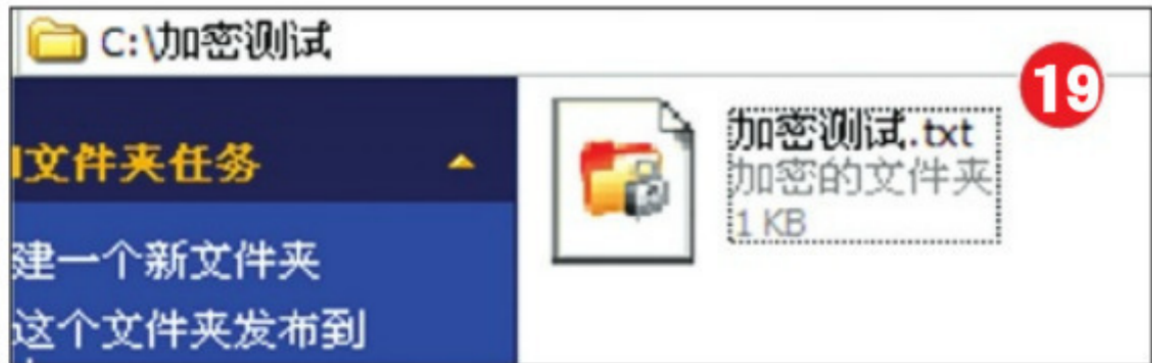 C:\加密测试
19
加密测试.txt
加密的文件夹
1 KB
文件夹任务
建一个新文件夹
这个文件夹发布到